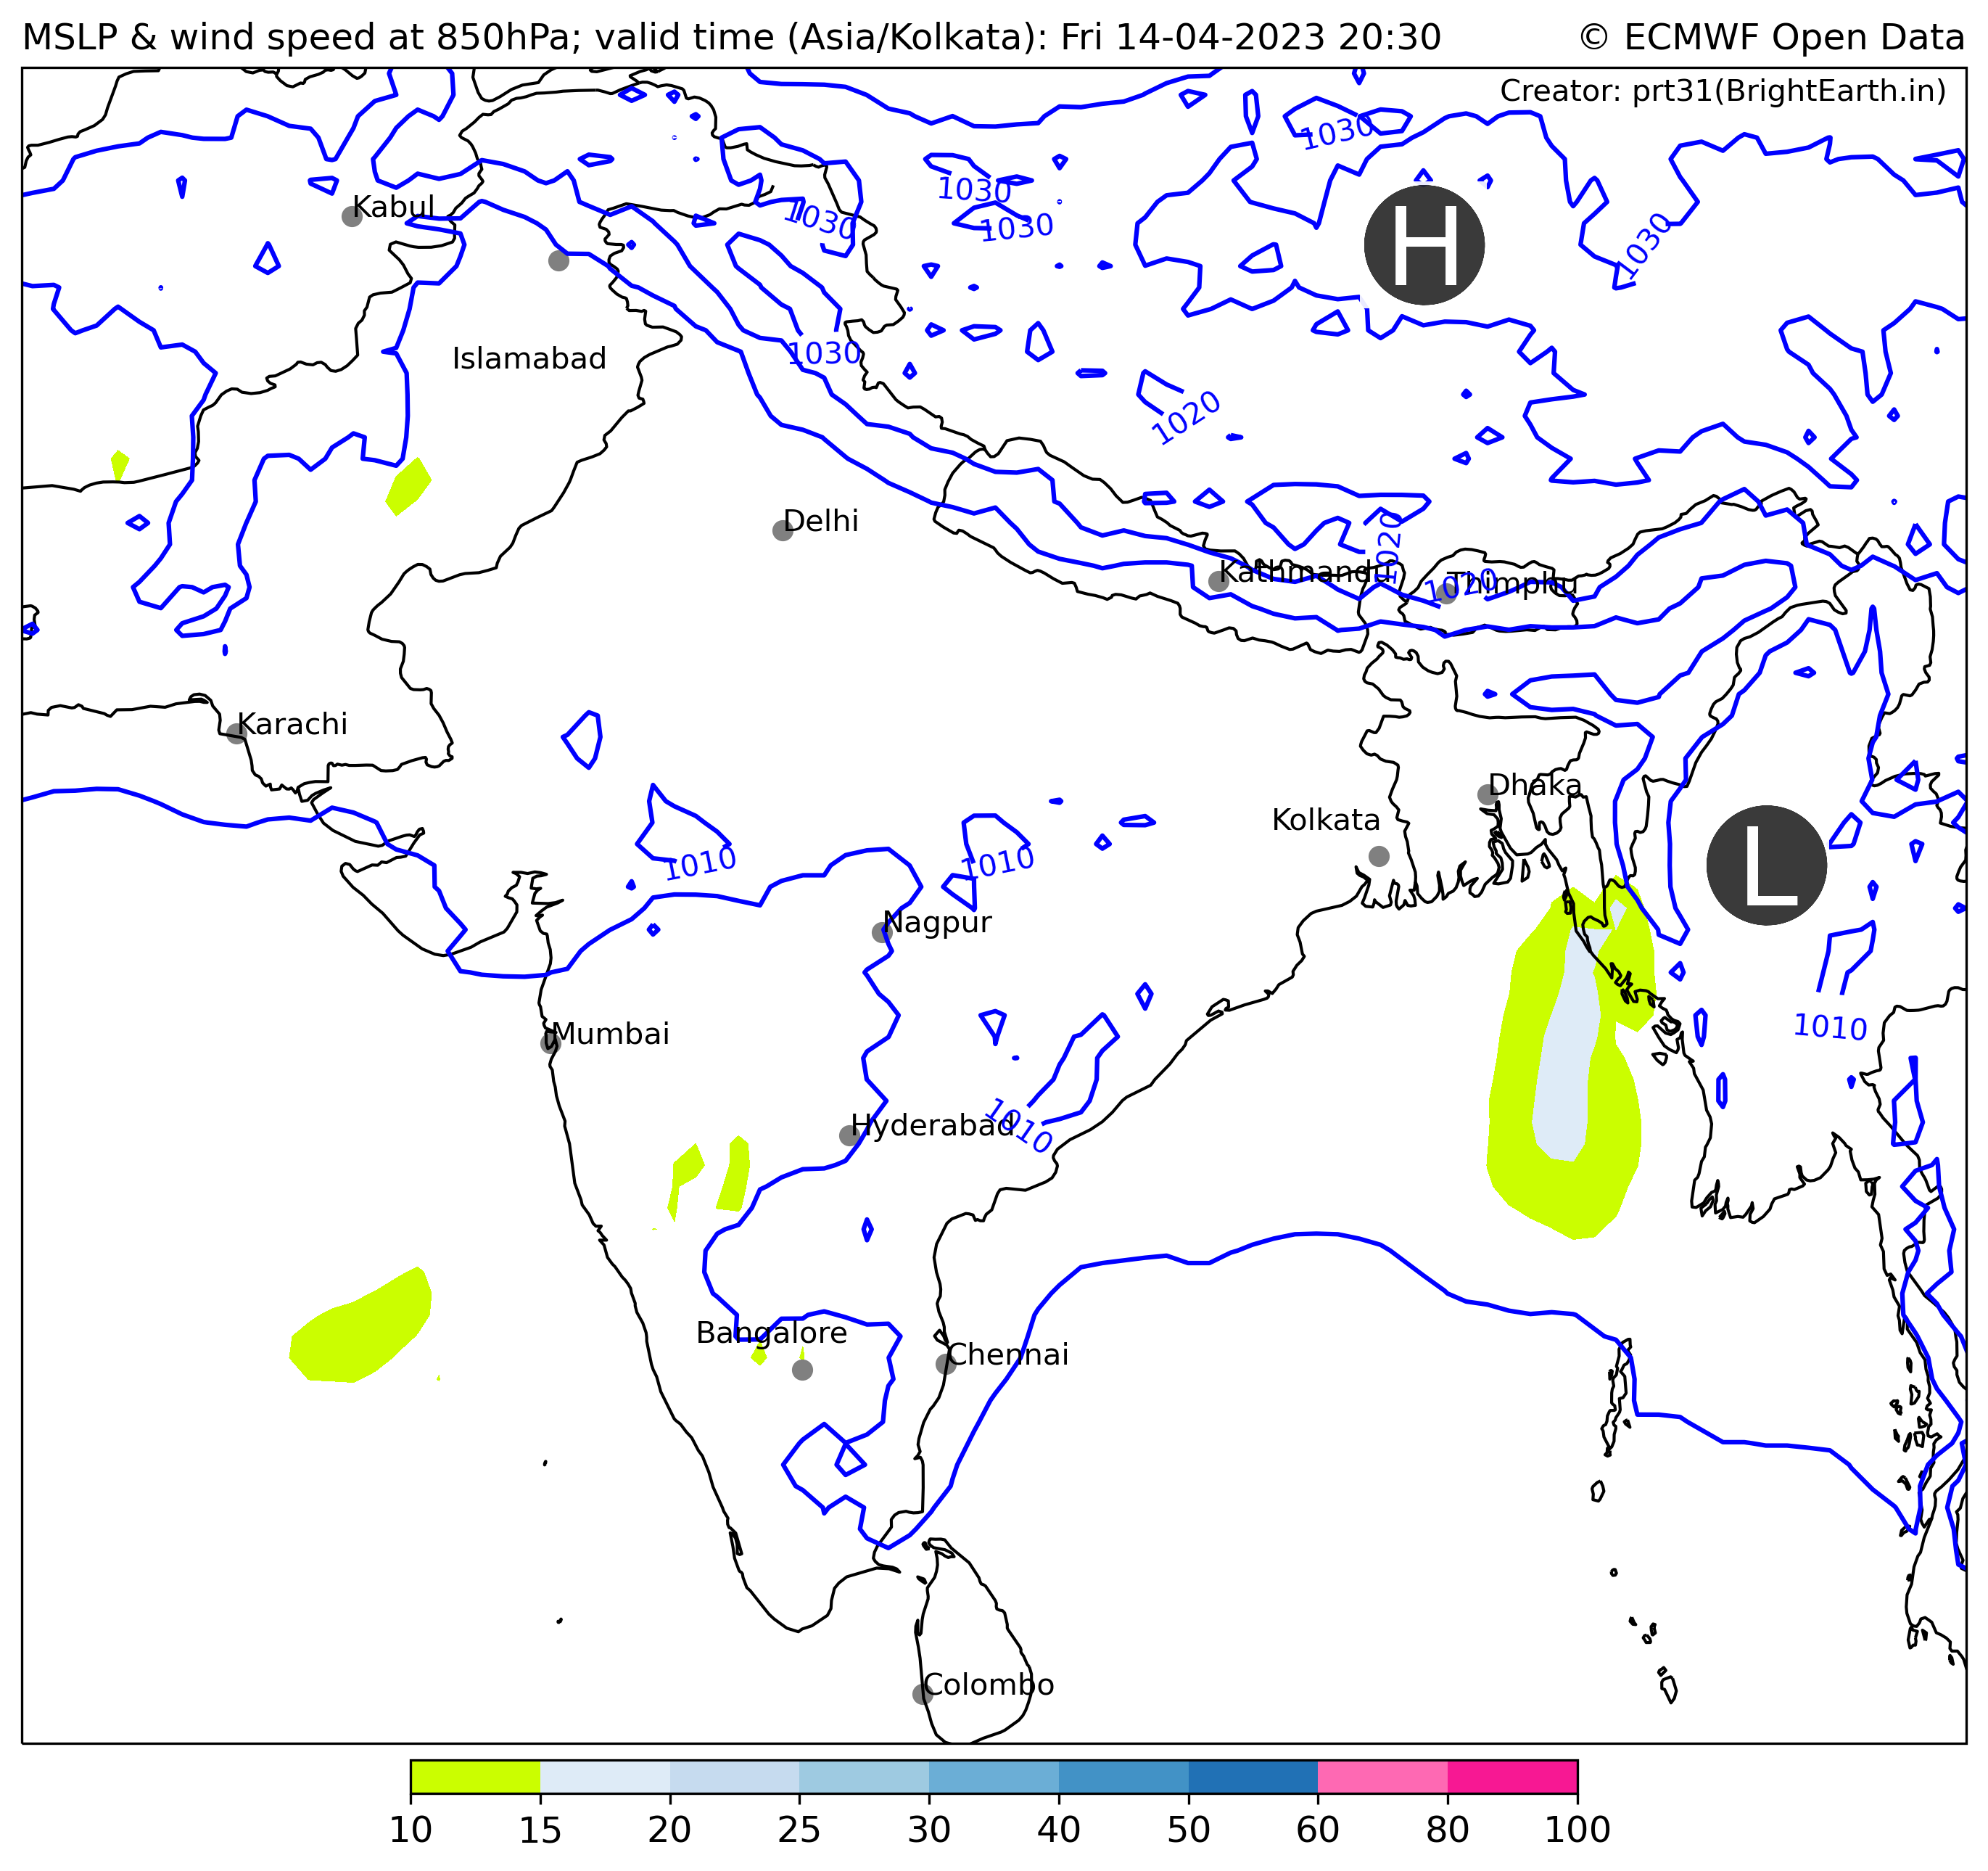 MSLP & wind speed at 850hPa; valid time (Asia/Kolkata): Fri 14-04-2023 20:30
© ECMWF Open Data
Creator: prt31(BrightEarth.in)
1030
1030
1030
1030
H
1030
Kabul
Islamabad
1030
1020
Delhi
1020
Kathmandu
1020
Thimphu
Karachi
Dhaka
Kolkata
1010
1010
L
Nagpur
1010
Mumbai
Hyderabad
1010
Bangalore
Chennai
Colombo
10 15 20 25 30 40 50 60 80 100